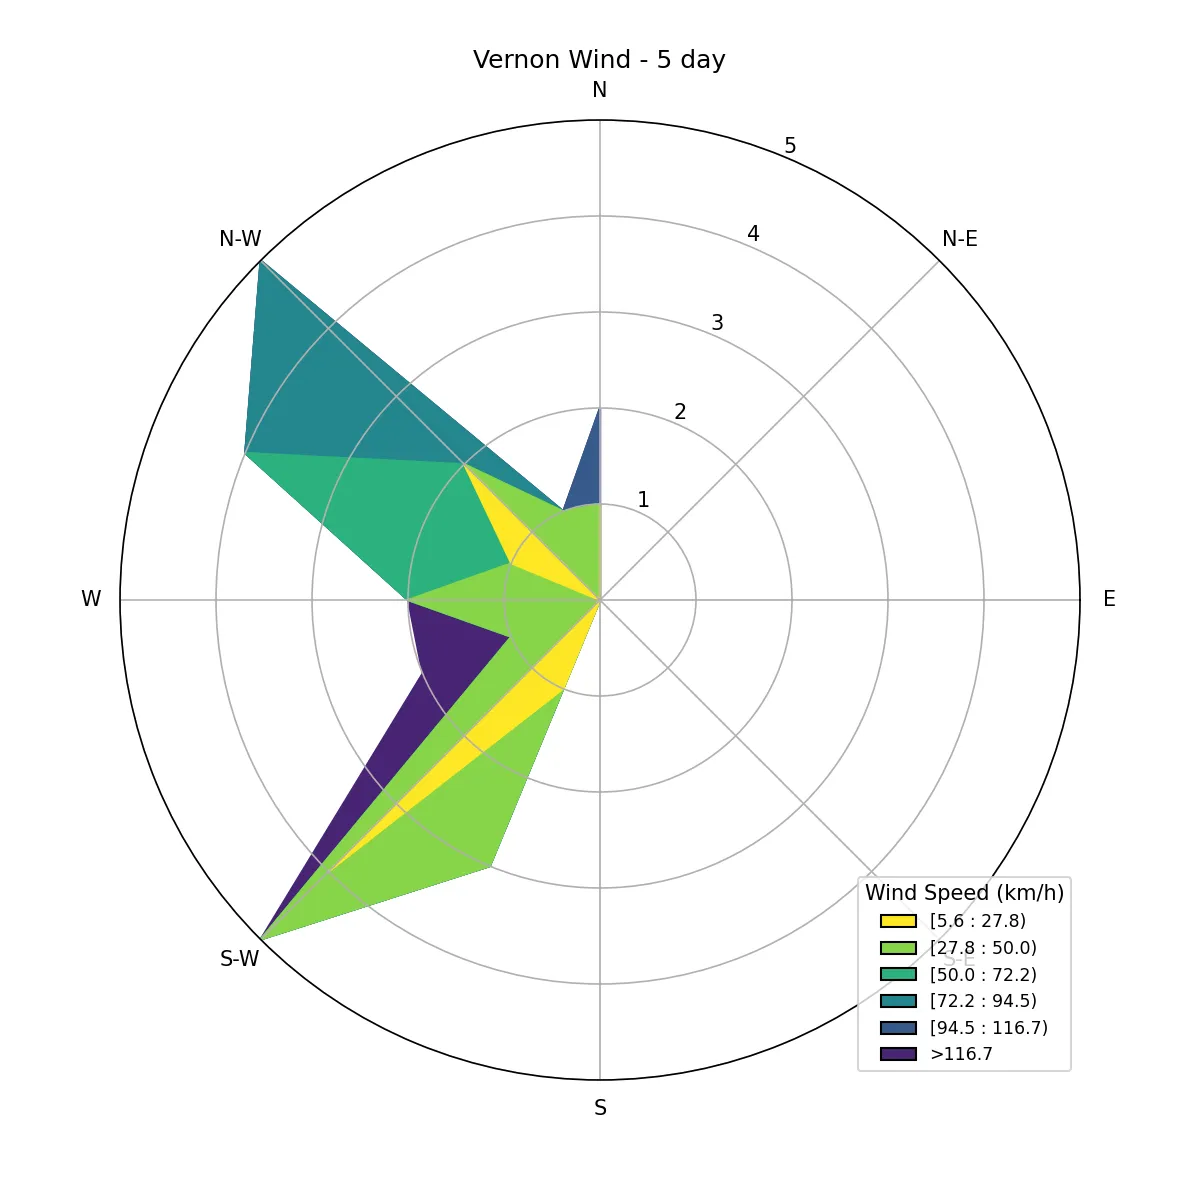 Vernon Wind - 5 day
N
5
N-W
N-E
4
3
2
1
W
E
Wind Speed (km/h)
[5.6 : 27.8)
[27.8 : 50.0)
S-W
S-E
[50.0 : 72.2)
[72.2 : 94.5)
[94.5 : 116.7)
>116.7
S